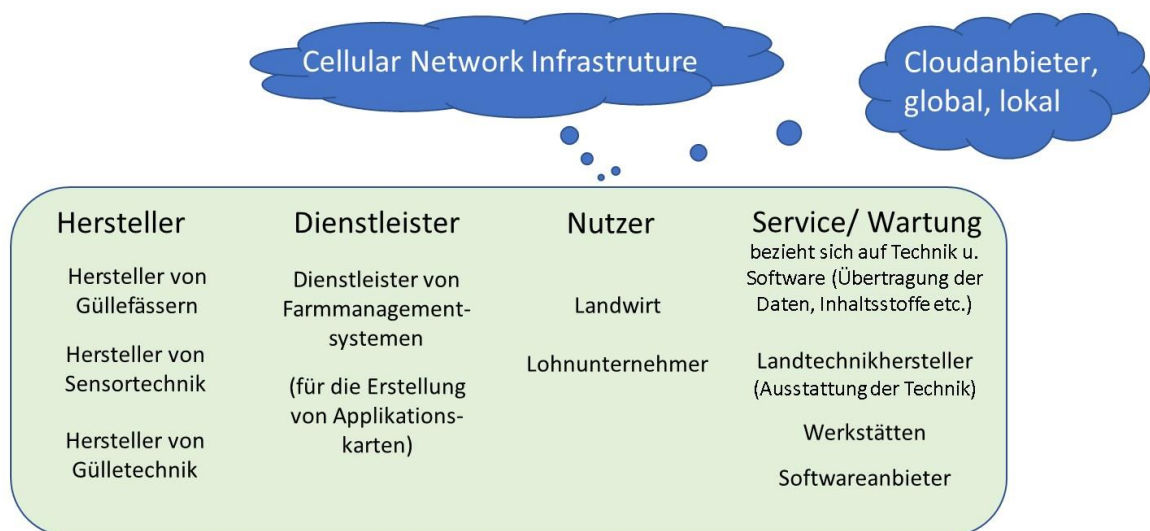 Cellular Network Infrastruture
Cloudanbieter,
global, lokal
Hersteller
Hersteller von
Güllefässern
Hersteller von
Sensortechnik
Hersteller von
Gülletechnik
Dienstleister
Dienstleister von
Farmmanagement-
systemen
(für die Erstellung
von Applikations-
karten)
Nutzer
Landwirt
Lohnunternehmer
Service/ Wartung
bezieht sich auf Technik u.
Software (Übertragung der
Daten, Inhaltsstoffe etc.)
Landtechnikhersteller
(Ausstattung der Technik)
Werkstätten
Softwareanbieter